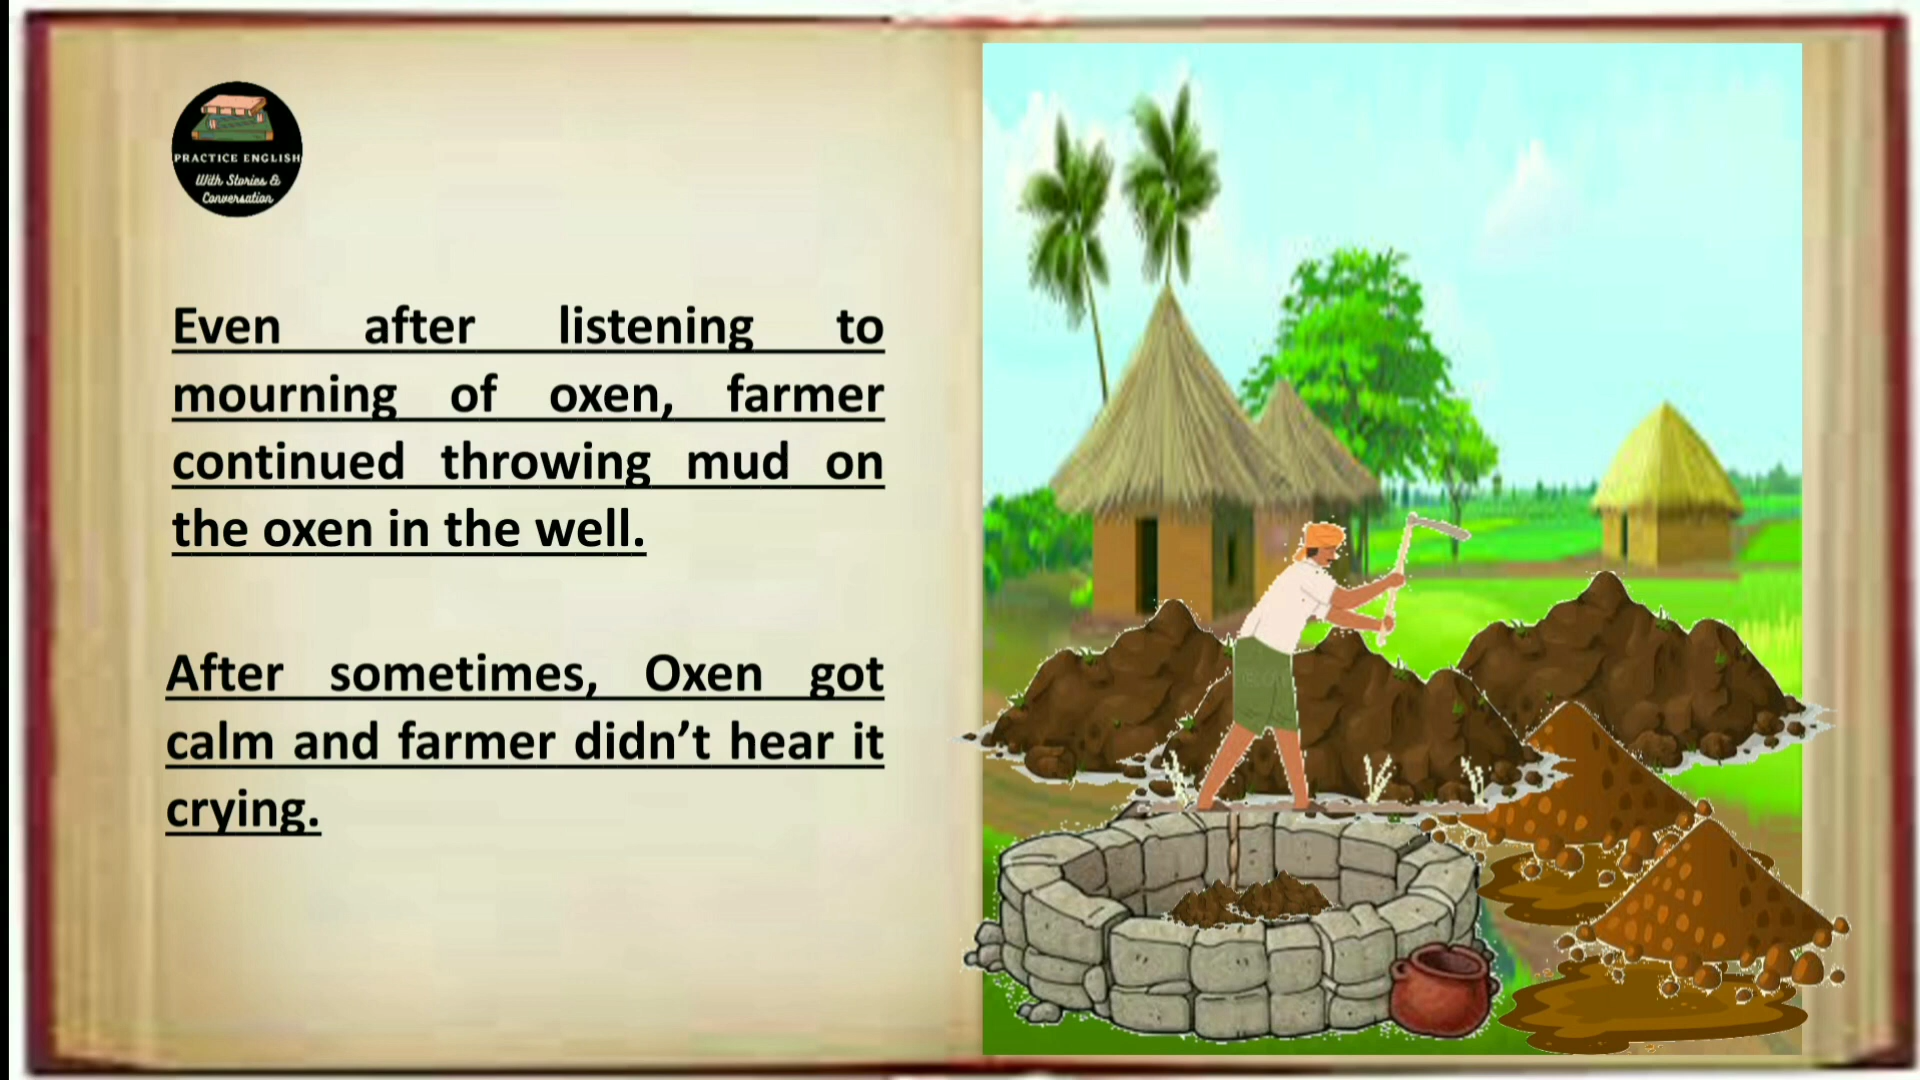 PRACTICE ENGLISH
With Stories &
Conversation
Even after listening to
mourning of oxen, farmer
continued throwing mud on
the oxen in the well.
After sometimes, Oxen got
calm and farmer didn’t hear it
crying.